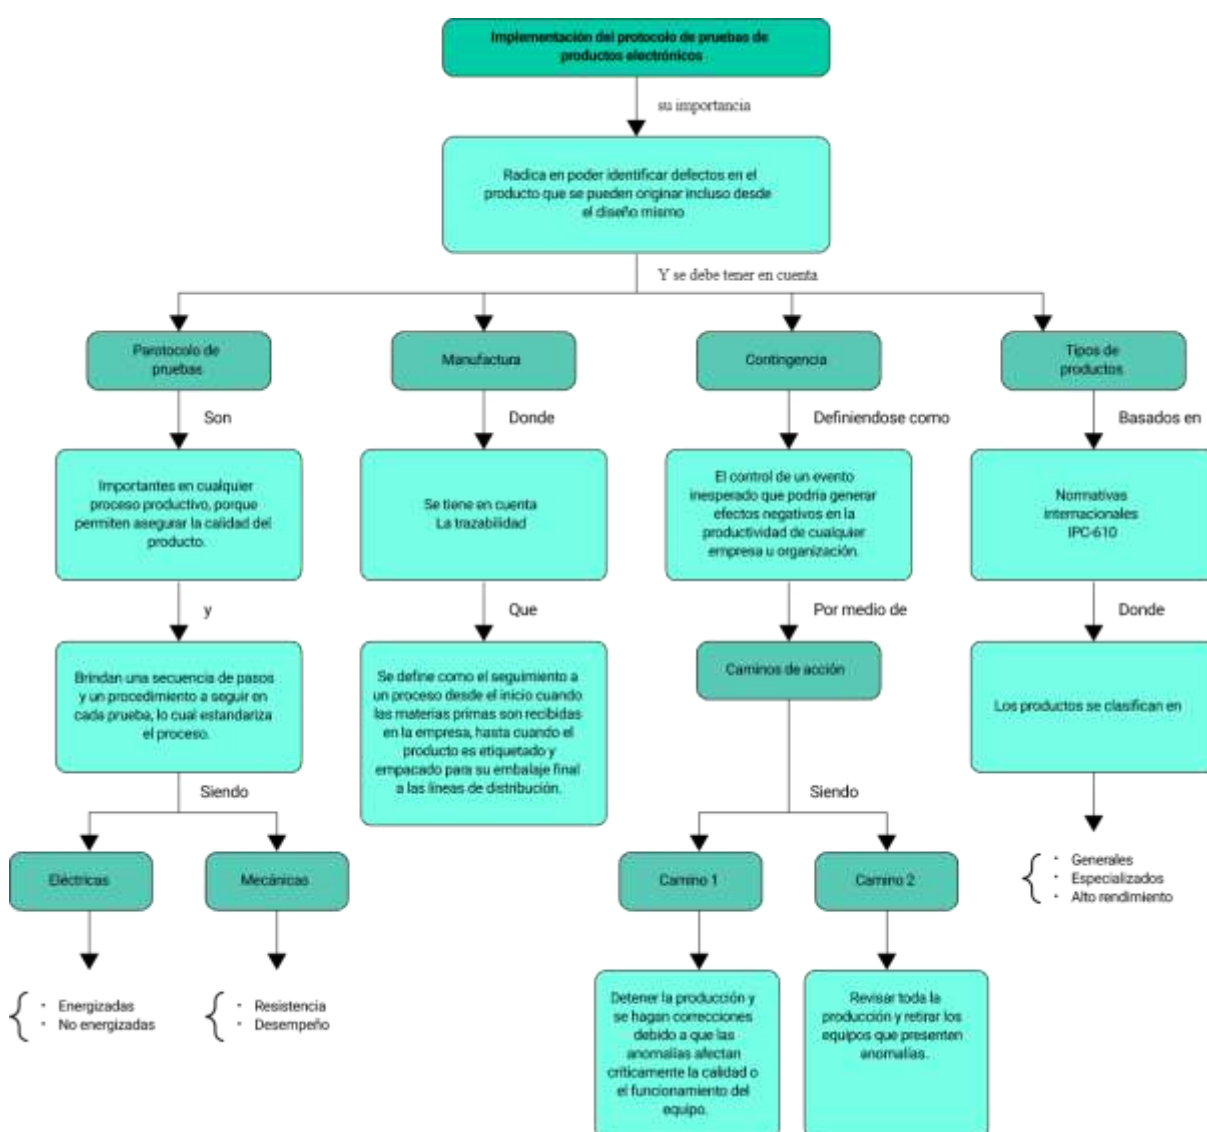 Implementación del protocolo de pruebas de
productos electrónicos
su importancia
Radica en poder identificar defectos en el
producto que se pueden originar incluso desde
el diseño mismo
Y se debe tener en cuenta
Parotocolo de
pruebas
Manufactura
Contingencia
Tipos de
productos
Son
Donde
Definiendose como
Basados en
Importantes en cualquier
proceso productivo, porque
permiten asegurar la calidad del
producto.
Se tiene en cuenta
La trazabilidad
El control de un evento
inesperado que podría generar
efectos negativos en la
productividad de cualquier
empresa u organización.
Normativas
internacionales
IPC-610
y
Que
Por medio de
Donde
Brindan una secuencia de pasos
y un procedimiento a seguir en
cada prueba, lo cual estandariza
el proceso.
Se define como el seguimiento a
un proceso desde el inicio cuando
las materias primas son recibidas
en la empresa, hasta cuando el
producto es etiquetado y
empacado para su embalaje final
a las líneas de distribución.
Caminos de acción
Los productos se clasifican en
Siendo
Siendo
Eléctricas
Mecánicas
Camino 1
Camino 2
· Generales
· Especializados
· Alto rendimiento
· Energizadas
· No energizadas
· Resistencia
· Desempeño
Detener la producción y
se hagan correcciones
debido a que las
anomalías afectan
críticamente la calidad o
el funcionamiento del
equipo.
Revisar toda la
producción y retirar los
equipos que presenten
anomalías.